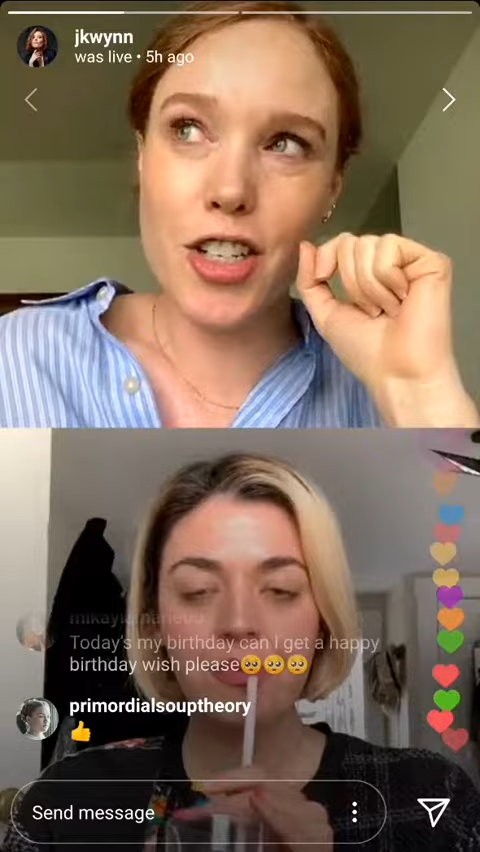 jkwynn
was live • 5h ago
Today's my birthday can I get a happy
birthday wish please🥺🥺🥺
primordialsouptheory
👍
Send message